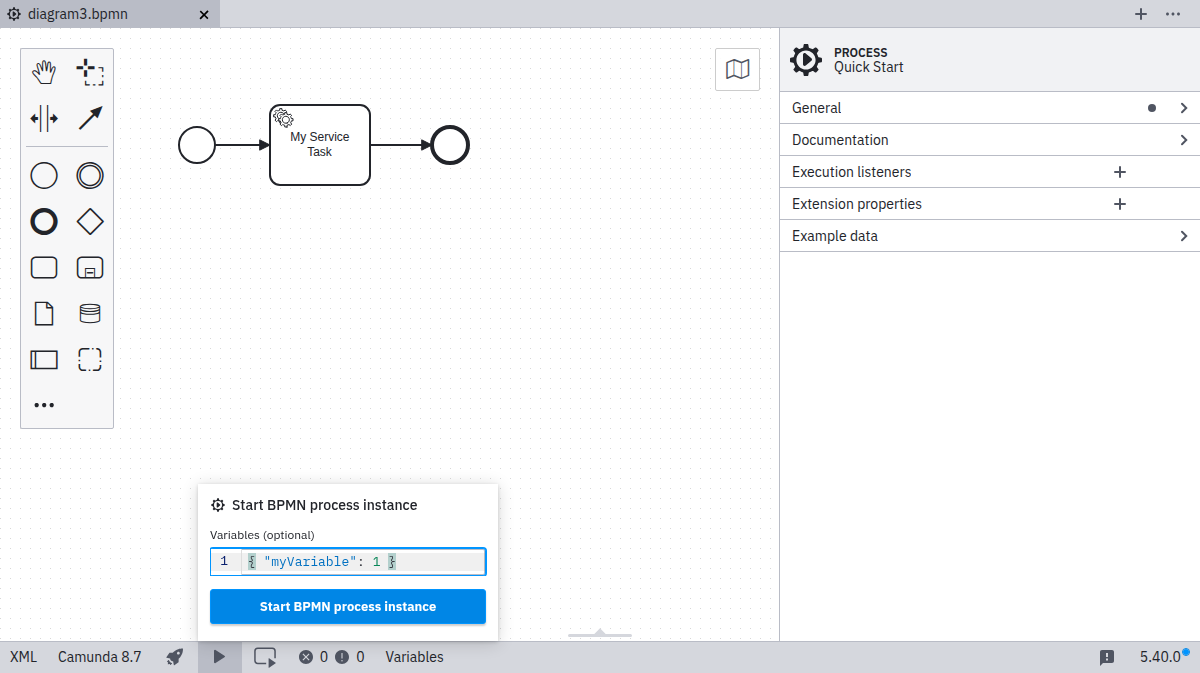 diagram3.bpmn
PROCESS
Quick Start
General
Documentation
Execution listeners
Extension properties
Example data
My Service
Task
Start BPMN process instance
Variables (optional)
1 { "myVariable": 1 }
Start BPMN process instance
XML Camunda 8.7 0 0 Variables 5.40.0